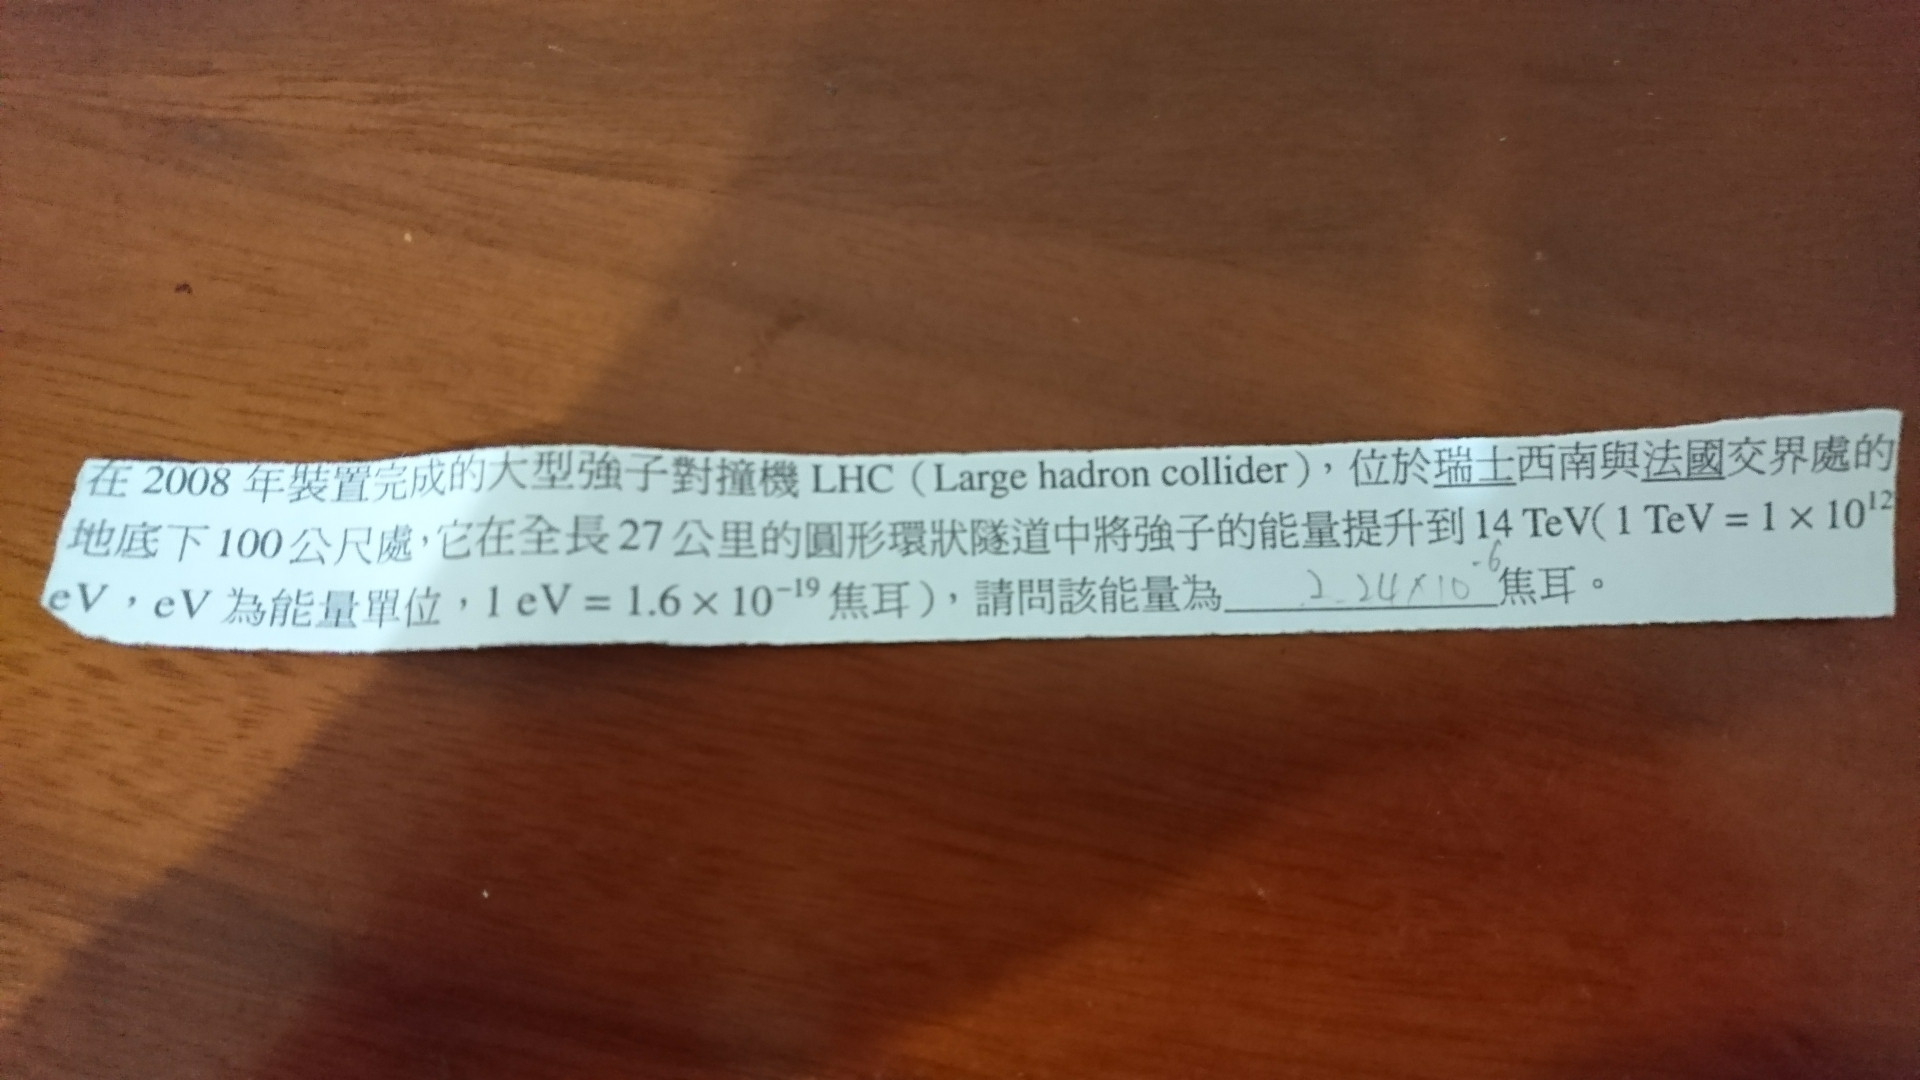 在 2008 年裝置完成的大型強子對撞機 LHC（Large hadron collider），位於瑞士西南與法國交界處的
地底下 100 公尺處，它在全長 27 公里的圓形環狀隧道中將強子的能量提升到 14 TeV( 1 TeV = 1 × 10¹²
eV，eV 為能量單位，1 eV = 1.6 × 10⁻¹⁹ 焦耳），請問該能量為 2.24×10⁻⁶ 焦耳。